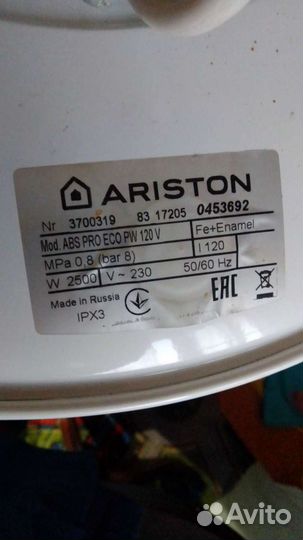 ARISTON
Nr 3700319 83 17205 0453692
Mod. ABS PRO ECO PW 120 V Fe+Enamel
MPa 0,8 (bar 8) l 120
W 2500 V ~ 230 50/60 Hz
Made in Russia
IPX3
EAC
Avito